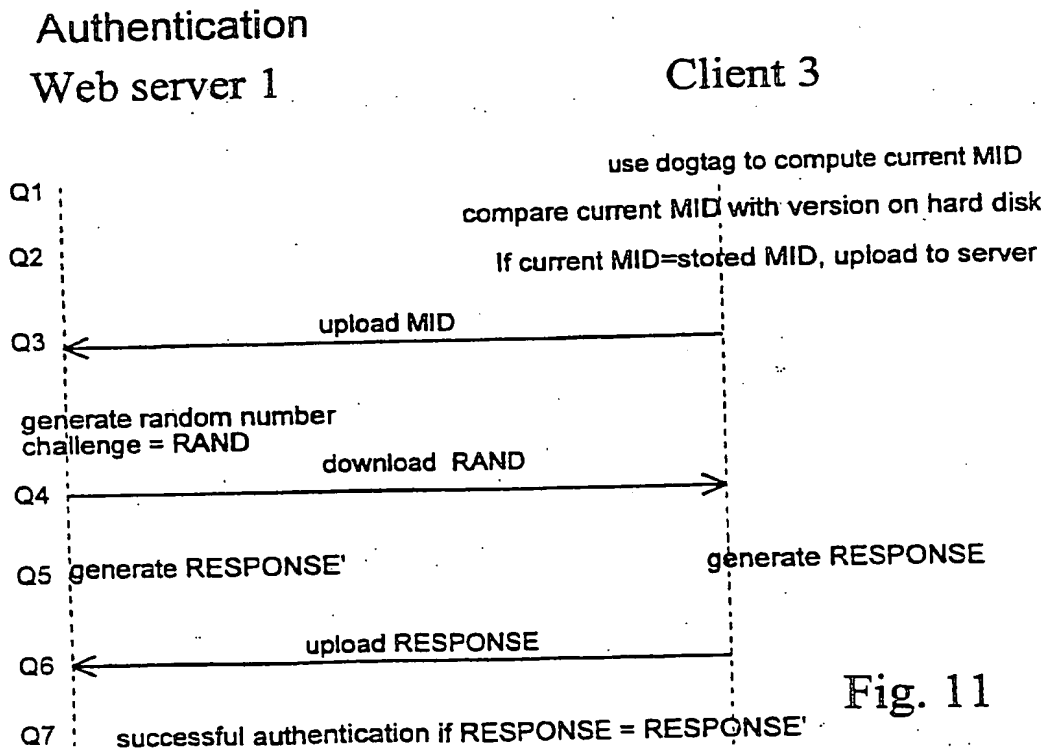 Authentication
Web server 1
Client 3
use dogtag to compute current MID
Q1
compare current MID with version on hard disk
Q2
If current MID=stored MID, upload to server
upload MID
Q3
generate random number
challenge = RAND
download RAND
Q4
Q5 generate RESPONSE'
generate RESPONSE
upload RESPONSE
Q6
Fig. 11
Q7 successful authentication if RESPONSE = RESPONSE'